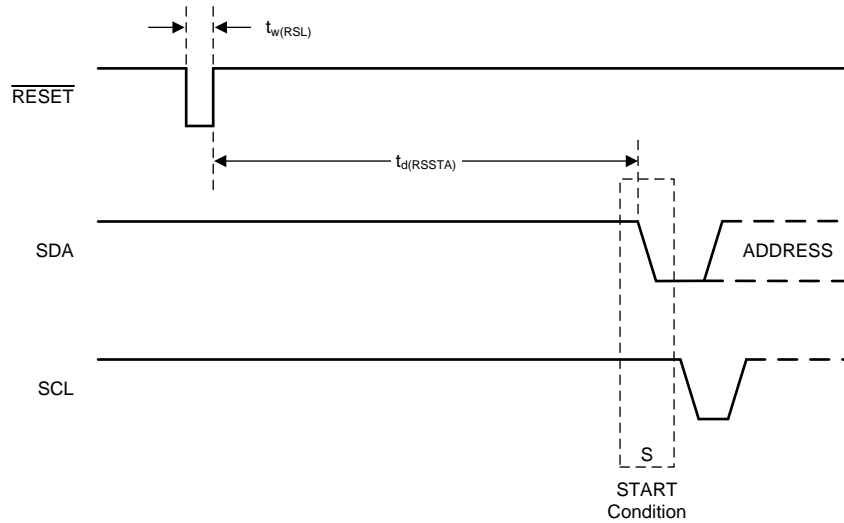 tw(RSL)
RESET
td(RSSTA)
SDA
ADDRESS
SCL
S
START
Condition